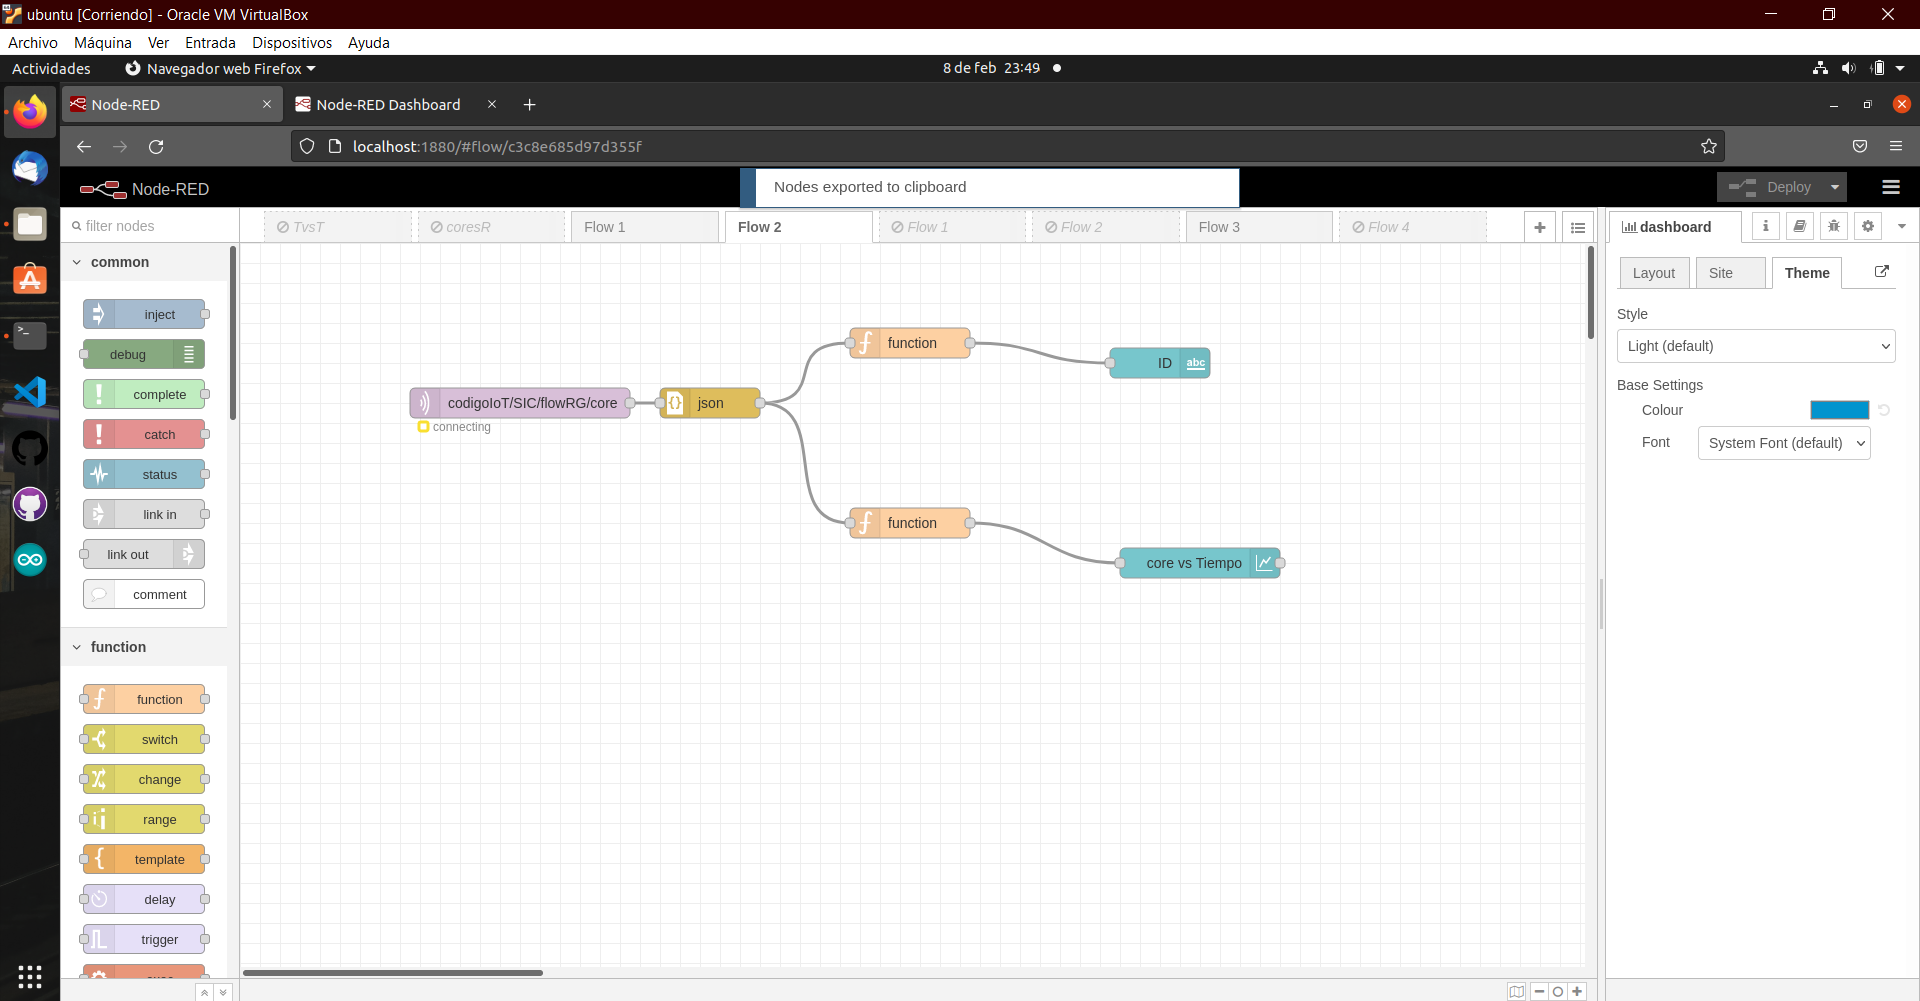 ubuntu [Corriendo] - Oracle VM VirtualBox
Archivo Máquina Ver Entrada Dispositivos Ayuda
Actividades Navegador web Firefox 8 de feb 23:49
Node-RED Node-RED Dashboard
localhost:1880/#flow/c3c8e685d97d355f
Node-RED Nodes exported to clipboard Deploy
filter nodes TvsT coresR Flow 1 Flow 2 Flow 1 Flow 2 Flow 3 Flow 4 dashboard
common
Layout Site Theme
inject
Style
function
debug
Light (default)
ID abc
Base Settings
complete
codigoIoT/SIC/flowRG/core json
Colour
connecting
catch
Font System Font (default)
status
link in
function
link out
core vs Tiempo
comment
function
function
switch
change
range
template
delay
trigger